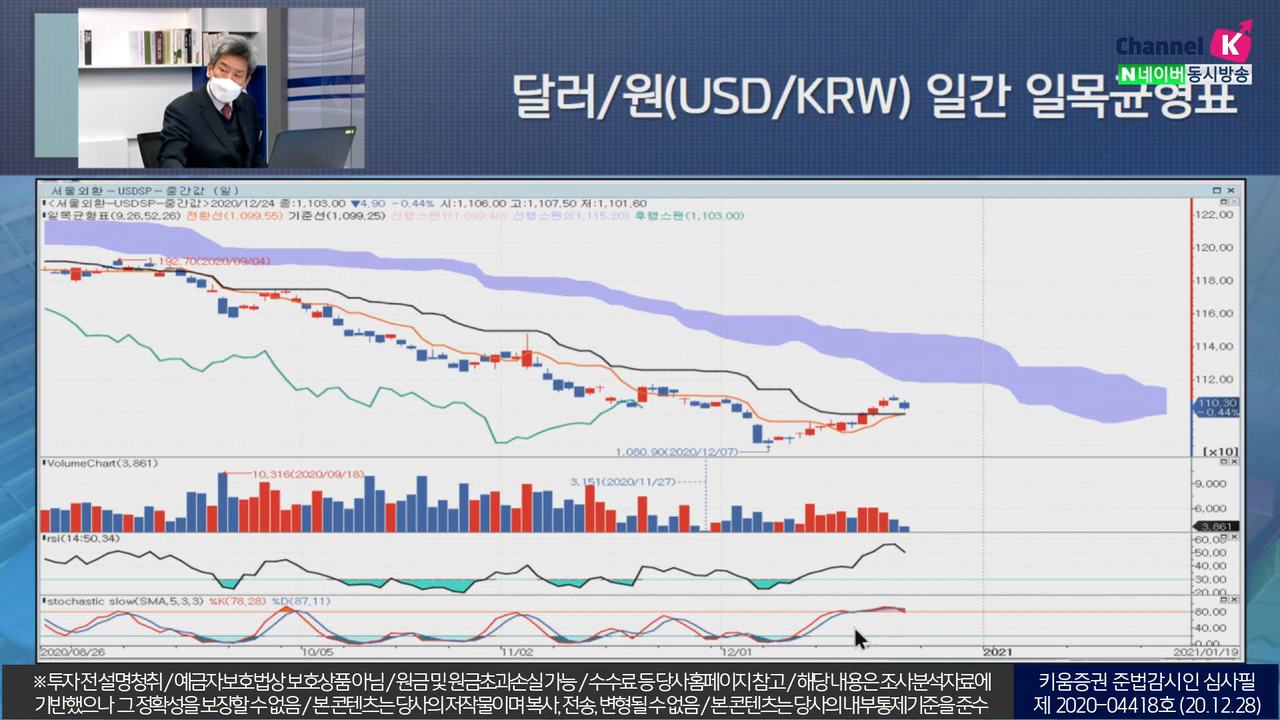 Channel K
N 네이버 동시방송
달러/원(USD/KRW) 일간 일목균형표
서울외환-USDSP-중간값 (일)
<서울외환-USDSP-중간값>2020/12/24 종:1,103.00 ▼4.90 -0.44% 시:1,106.00 고:1,107.50 저:1,101.60
일목균형표(9,26,52,26) 전환선(1,099.55) 기준선(1,099.25) 선행스팬1(1,099.40) 선행스팬2(1,115.20) 후행스팬(1,103.00)
122.00
120.00
1,192.70(2020/09/04)
118.00
116.00
114.00
112.00
110.30
-0.44%
1,080.90(2020/12/07)
[x10]
VolumeChart(3,861)
10,316(2020/09/18)
3,151(2020/11/27)
9,000
6,000
3,861
rsi(14:50,34)
60.00
50.00
40.00
30.00
20.00
stochastic slow(SMA,5,3,3) %K(78,28) %D(87,11)
80.00
40.00
0.00
2020/08/26 10/05 11/02 12/01 2021 2021/01/19
※ 투자 전 설명청취 / 예금자보호법상 보호상품 아님 / 원금 및 원금초과손실 가능 / 수수료 등 당사홈페이지 참고 / 해당 내용은 조사분석자료에
기반했으나 그 정확성을 보장할 수 없음 / 본 콘텐츠는 당사의 저작물이며 복사, 전송, 변형될 수 없음 / 본 콘텐츠는 당사의 내부통제기준을 준수
키움증권 준법감시인 심사필
제 2020-04418호 (20.12.28)